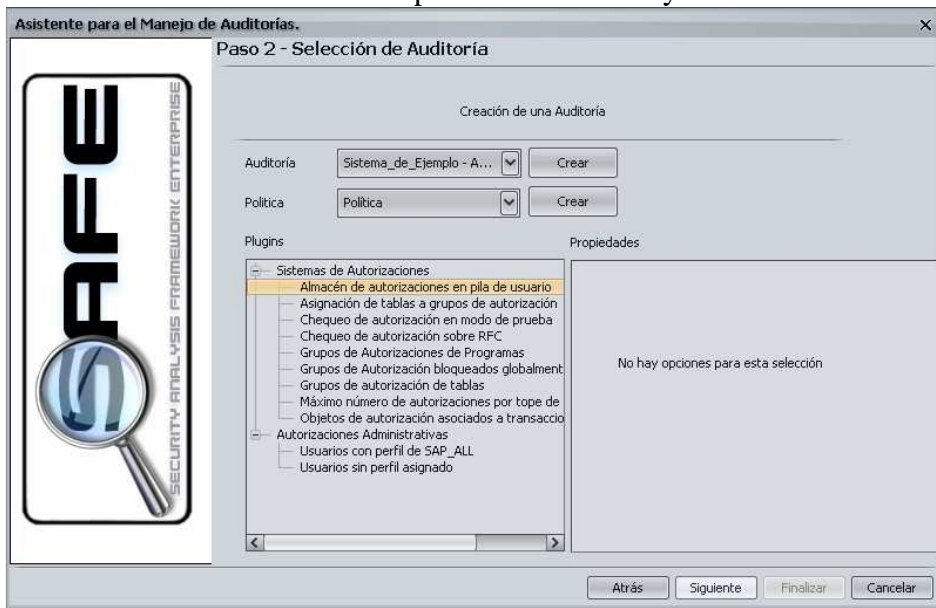 Asistente para el Manejo de Auditorías.
Paso 2 - Selección de Auditoría
SAFE
SECURITY ANALYSIS FRAMEWORK ENTERPRISE
Creación de una Auditoría
Auditoría
Sistema_de_Ejemplo - A...
Crear
Politica
Política
Crear
Plugins
Propiedades
Sistemas de Autorizaciones
Almacén de autorizaciones en pila de usuario
Asignación de tablas a grupos de autorización
Chequeo de autorización en modo de prueba
Chequeo de autorización sobre RFC
Grupos de Autorizaciones de Programas
Grupos de Autorización bloqueados globalment
Grupos de autorización de tablas
Máximo número de autorizaciones por tope de
Objetos de autorización asociados a transaccio
Autorizaciones Administrativas
Usuarios con perfil de SAP_ALL
Usuarios sin perfil asignado
No hay opciones para esta selección
Atrás
Siguiente
Finalizar
Cancelar